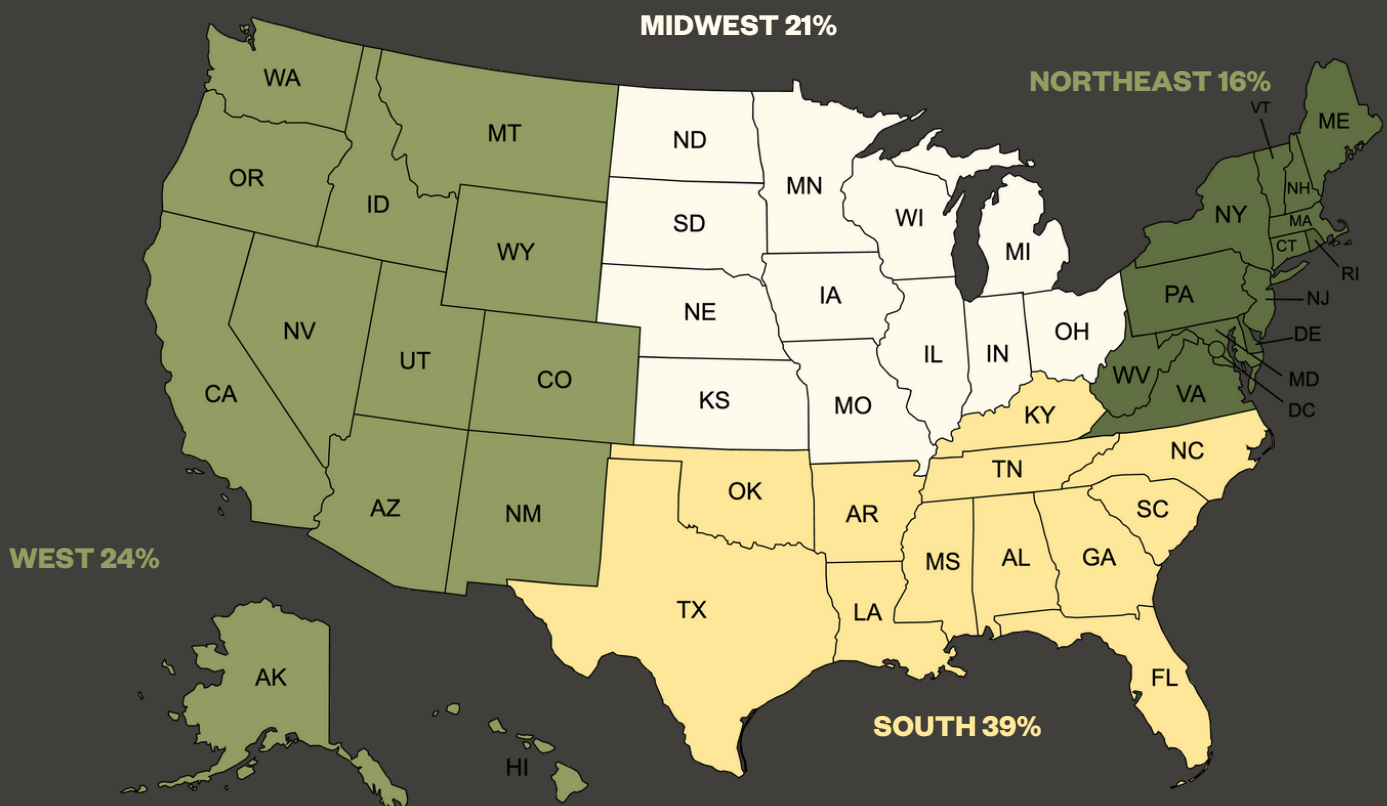 MIDWEST 21%
NORTHEAST 16%
WA
MT
ND
MN
VT
ME
OR
ID
SD
WI
NH
NY
MA
WY
MI
CT
RI
NE
IA
PA
NJ
NV
UT
IL
IN
OH
DE
CA
CO
KS
MO
WV
VA
MD
KY
DC
NC
TN
AZ
NM
OK
AR
SC
WEST 24%
MS
AL
GA
TX
LA
AK
FL
SOUTH 39%
HI